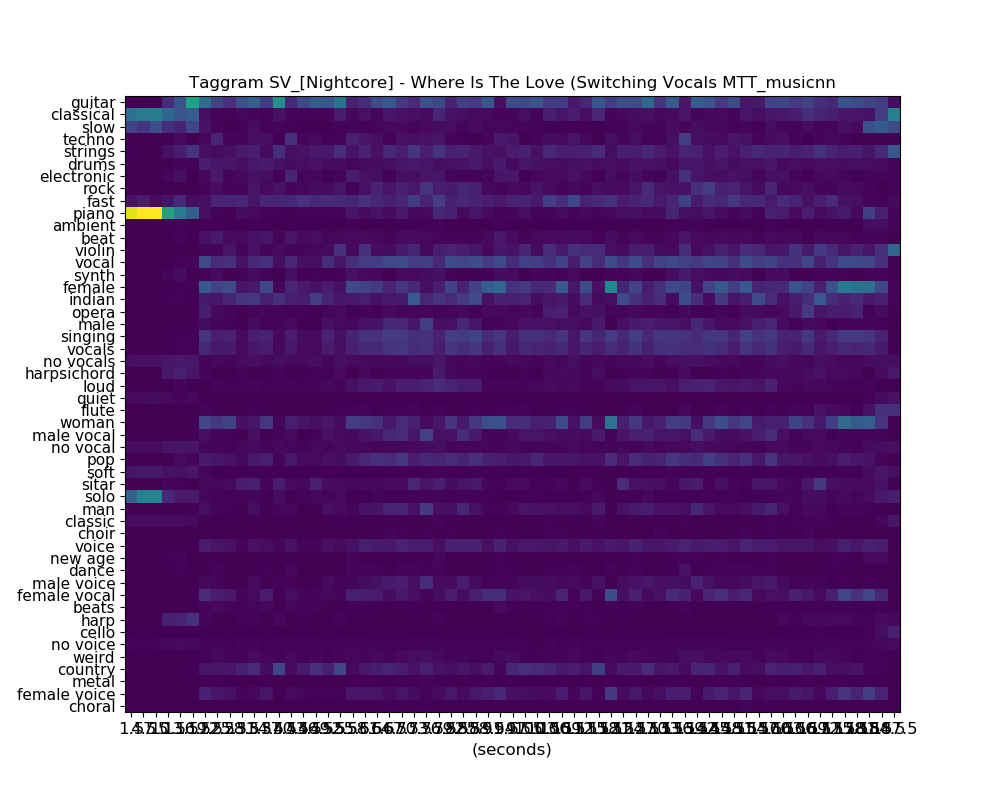 Taggram SV_[Nightcore] - Where Is The Love (Switching Vocals MTT_musicnn
guitar
classical
slow
techno
strings
drums
electronic
rock
fast
piano
ambient
beat
violin
vocal
synth
female
indian
opera
male
singing
vocals
no vocals
harpsichord
loud
quiet
flute
woman
male vocal
no vocal
pop
soft
sitar
solo
man
classic
choir
voice
new age
dance
male voice
female vocal
beats
harp
cello
no voice
weird
country
metal
female voice
choral
(seconds)